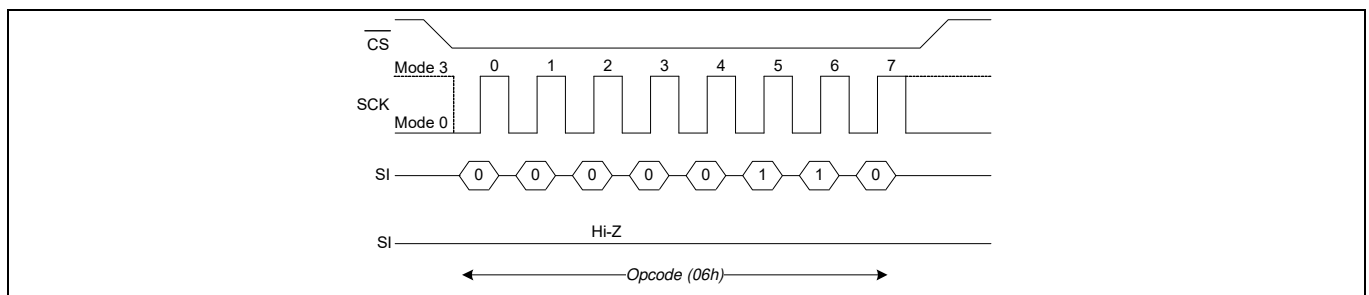 CS
Mode 3 0 1 2 3 4 5 6 7
SCK
Mode 0
SI 0 0 0 0 0 1 1 0
Hi-Z
SI
Opcode (06h)